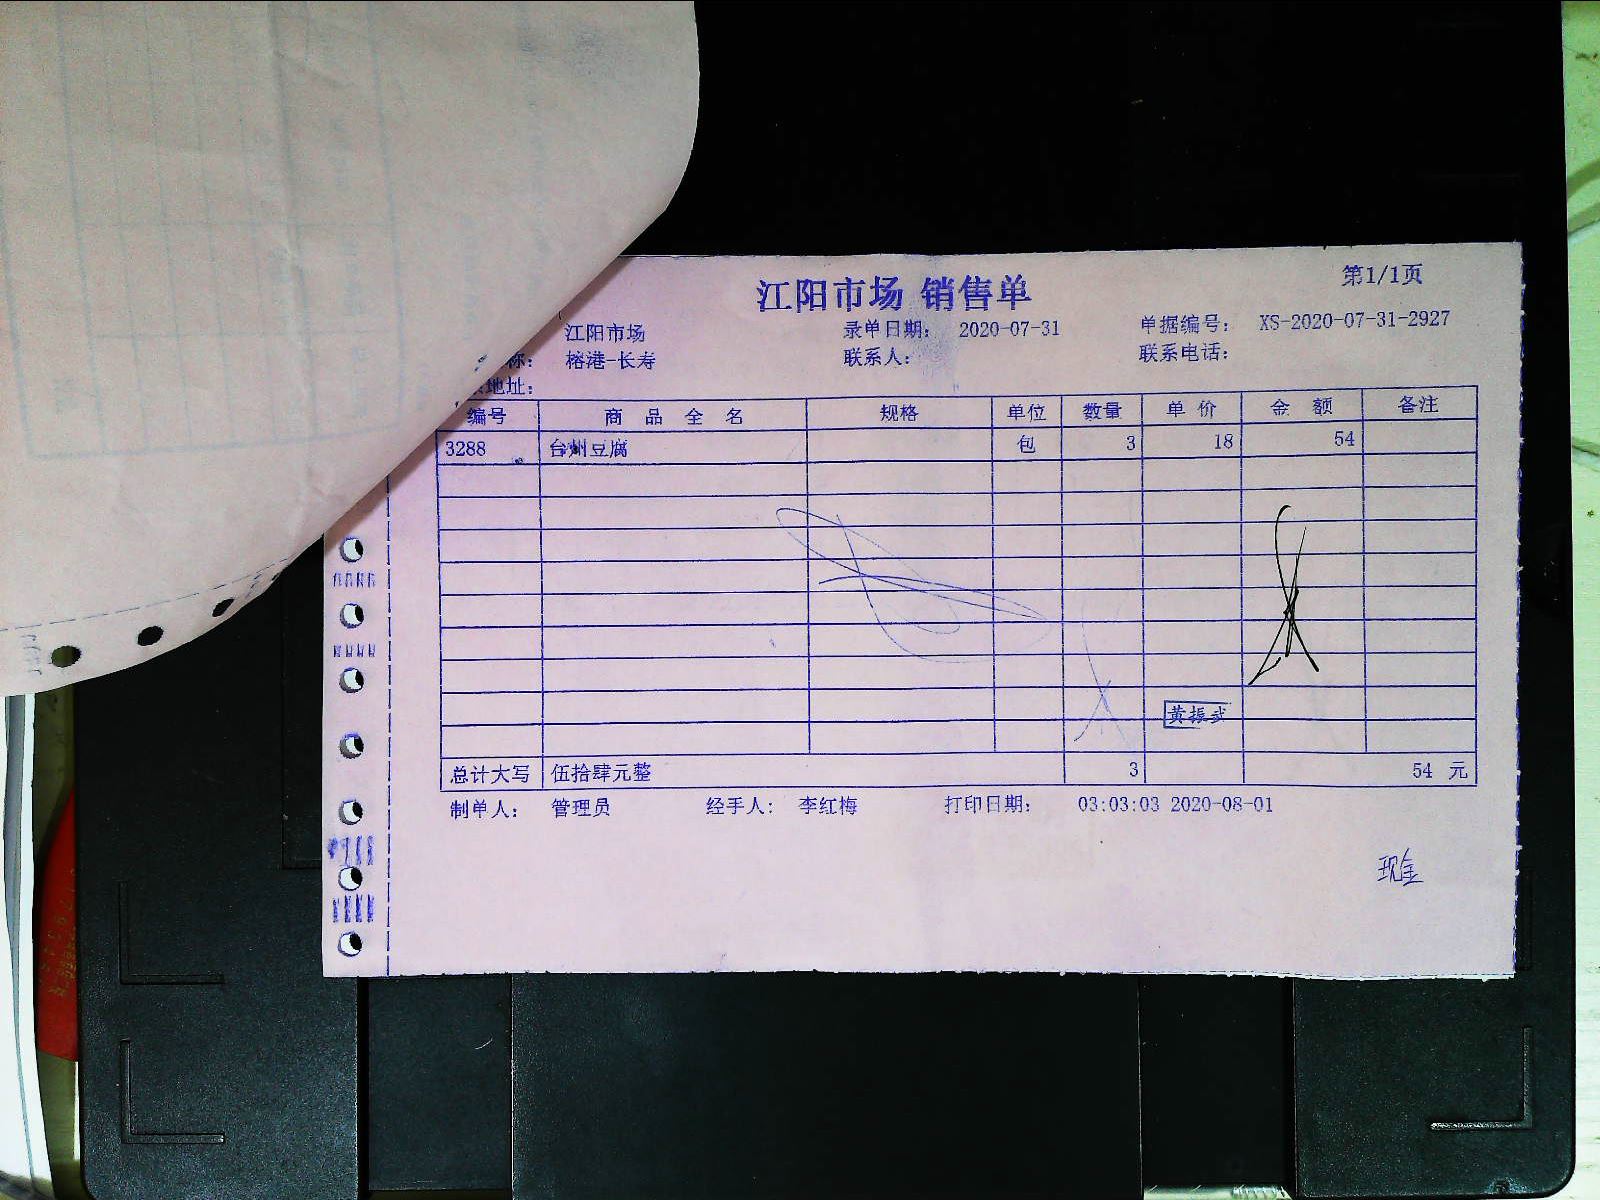 江阳市场 销售单
第1/1页
江阳市场 录单日期: 2020-07-31 单据编号: XS-2020-07-31-2927
称: 榕港-长寿 联系人: 联系电话:
地址:
编号 商品全名 规格 单位 数量 单价 金额 备注
3288 台州豆腐 包 3 18 54
黄振武
总计大写 伍拾肆元整 3 54 元
制单人: 管理员 经手人: 李红梅 打印日期: 03:03:03 2020-08-01
现金